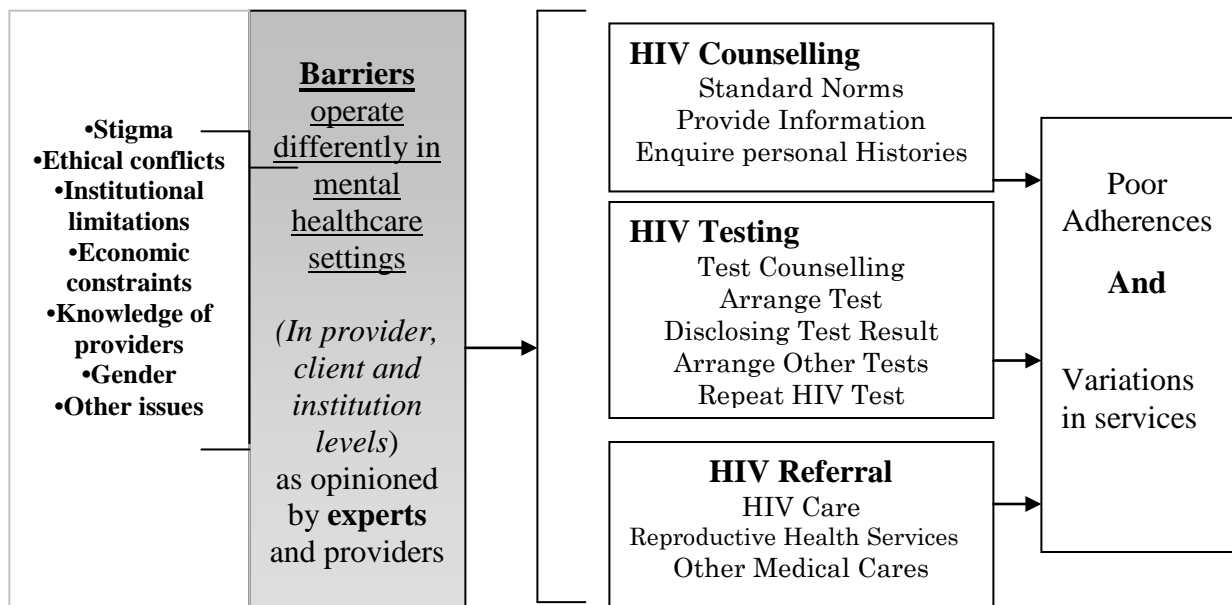 •Stigma
•Ethical conflicts
•Institutional
limitations
•Economic
constraints
•Knowledge of
providers
•Gender
•Other issues
Barriers
operate
differently in
mental
healthcare
settings
(In provider,
client and
institution
levels)
as opinioned
by experts
and providers
HIV Counselling
Standard Norms
Provide Information
Enquire personal Histories
HIV Testing
Test Counselling
Arrange Test
Disclosing Test Result
Arrange Other Tests
Repeat HIV Test
HIV Referral
HIV Care
Reproductive Health Services
Other Medical Cares
Poor
Adherences
And
Variations
in services